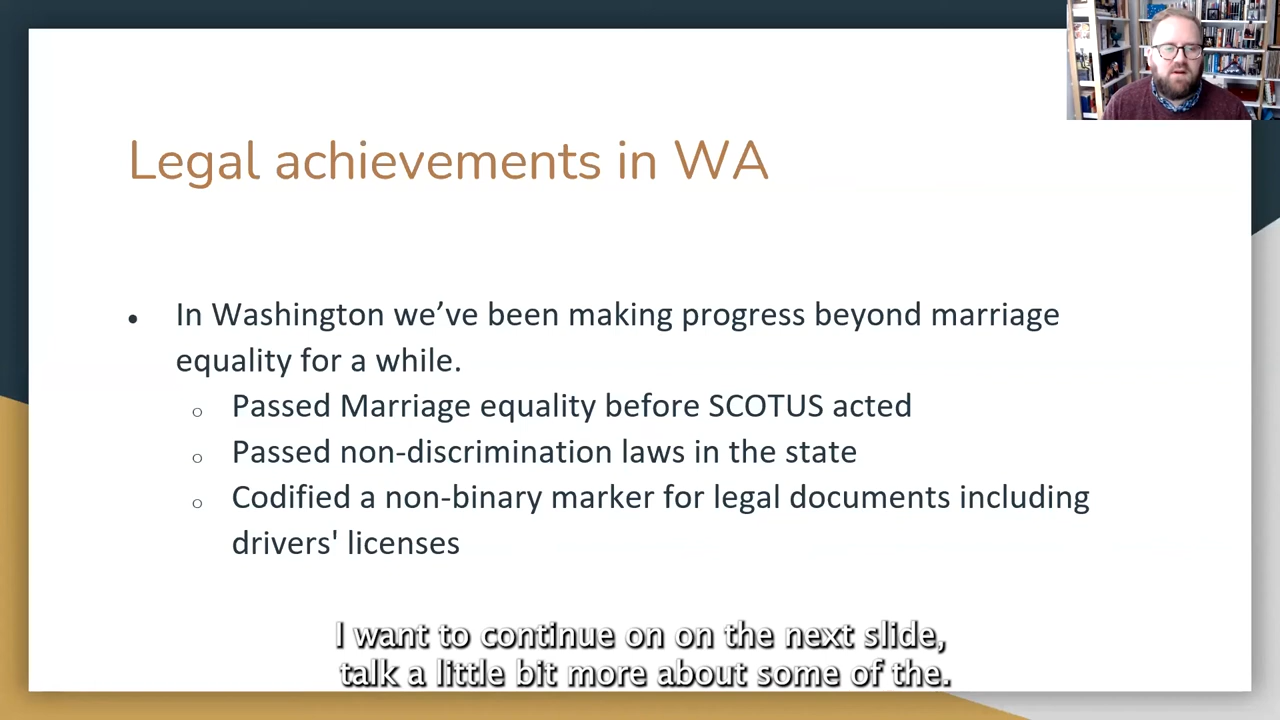 Legal achievements in WA
• In Washington we’ve been making progress beyond marriage
equality for a while.
○ Passed Marriage equality before SCOTUS acted
○ Passed non-discrimination laws in the state
○ Codified a non-binary marker for legal documents including
drivers' licenses
I want to continue on on the next slide,
talk a little bit more about some of the.